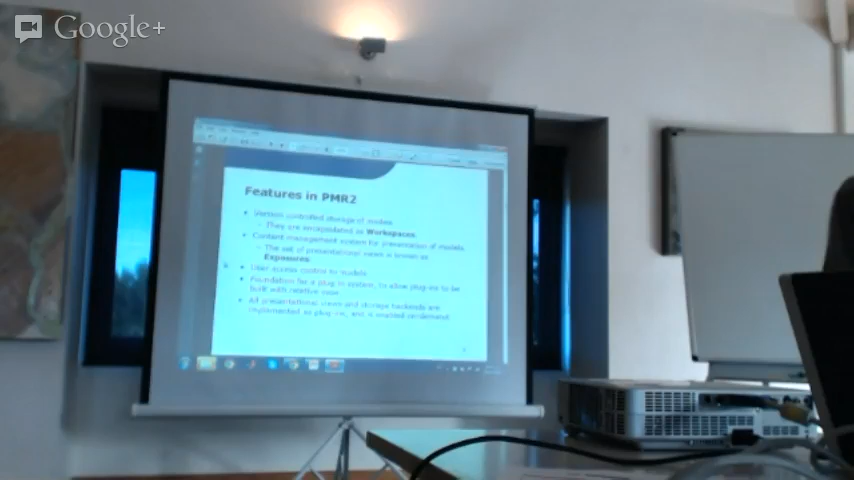 Google+
Features in PMR2
Version controlled storage of models
They are encapsulated as Workspaces.
Content management system for presentation of models
The set of presentational views is known as
Exposures
User access control to models
Foundation for a plug-in system, to allow plug-ins to be
built with relative ease
All presentational views and storage backends are
implemented as plug-ins, and is